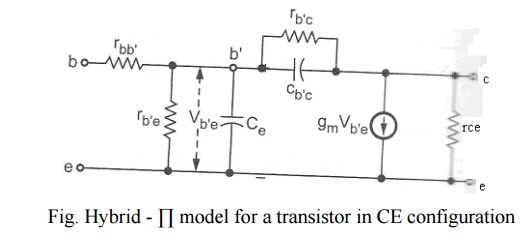 rb'c
rbb'
b
b'
c
Cb'c
rb'e
Vb'e
Ce
gmVb'e
rce
e
e
Fig. Hybrid - ∏ model for a transistor in CE configuration